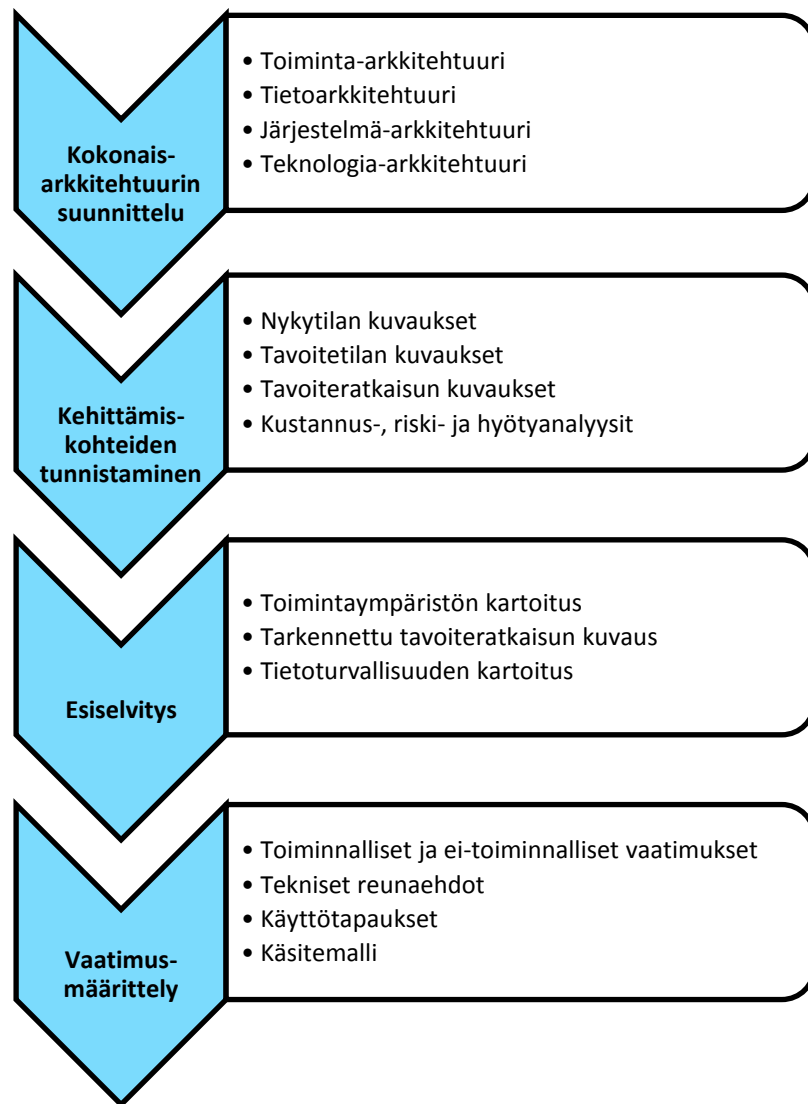 Kokonais-
arkkitehtuurin
suunnittelu
• Toiminta-arkkitehtuuri
• Tietoarkkitehtuuri
• Järjestelmä-arkkitehtuuri
• Teknologia-arkkitehtuuri
Kehittämis-
kohteiden
tunnistaminen
• Nykytilan kuvaukset
• Tavoitetilan kuvaukset
• Tavoiteratkaisun kuvaukset
• Kustannus-, riski- ja hyötyanalyysit
Esiselvitys
• Toimintaympäristön kartoitus
• Tarkennettu tavoiteratkaisun kuvaus
• Tietoturvallisuuden kartoitus
Vaatimus-
määrittely
• Toiminnalliset ja ei-toiminnalliset vaatimukset
• Tekniset reunaehdot
• Käyttötapaukset
• Käsitemalli